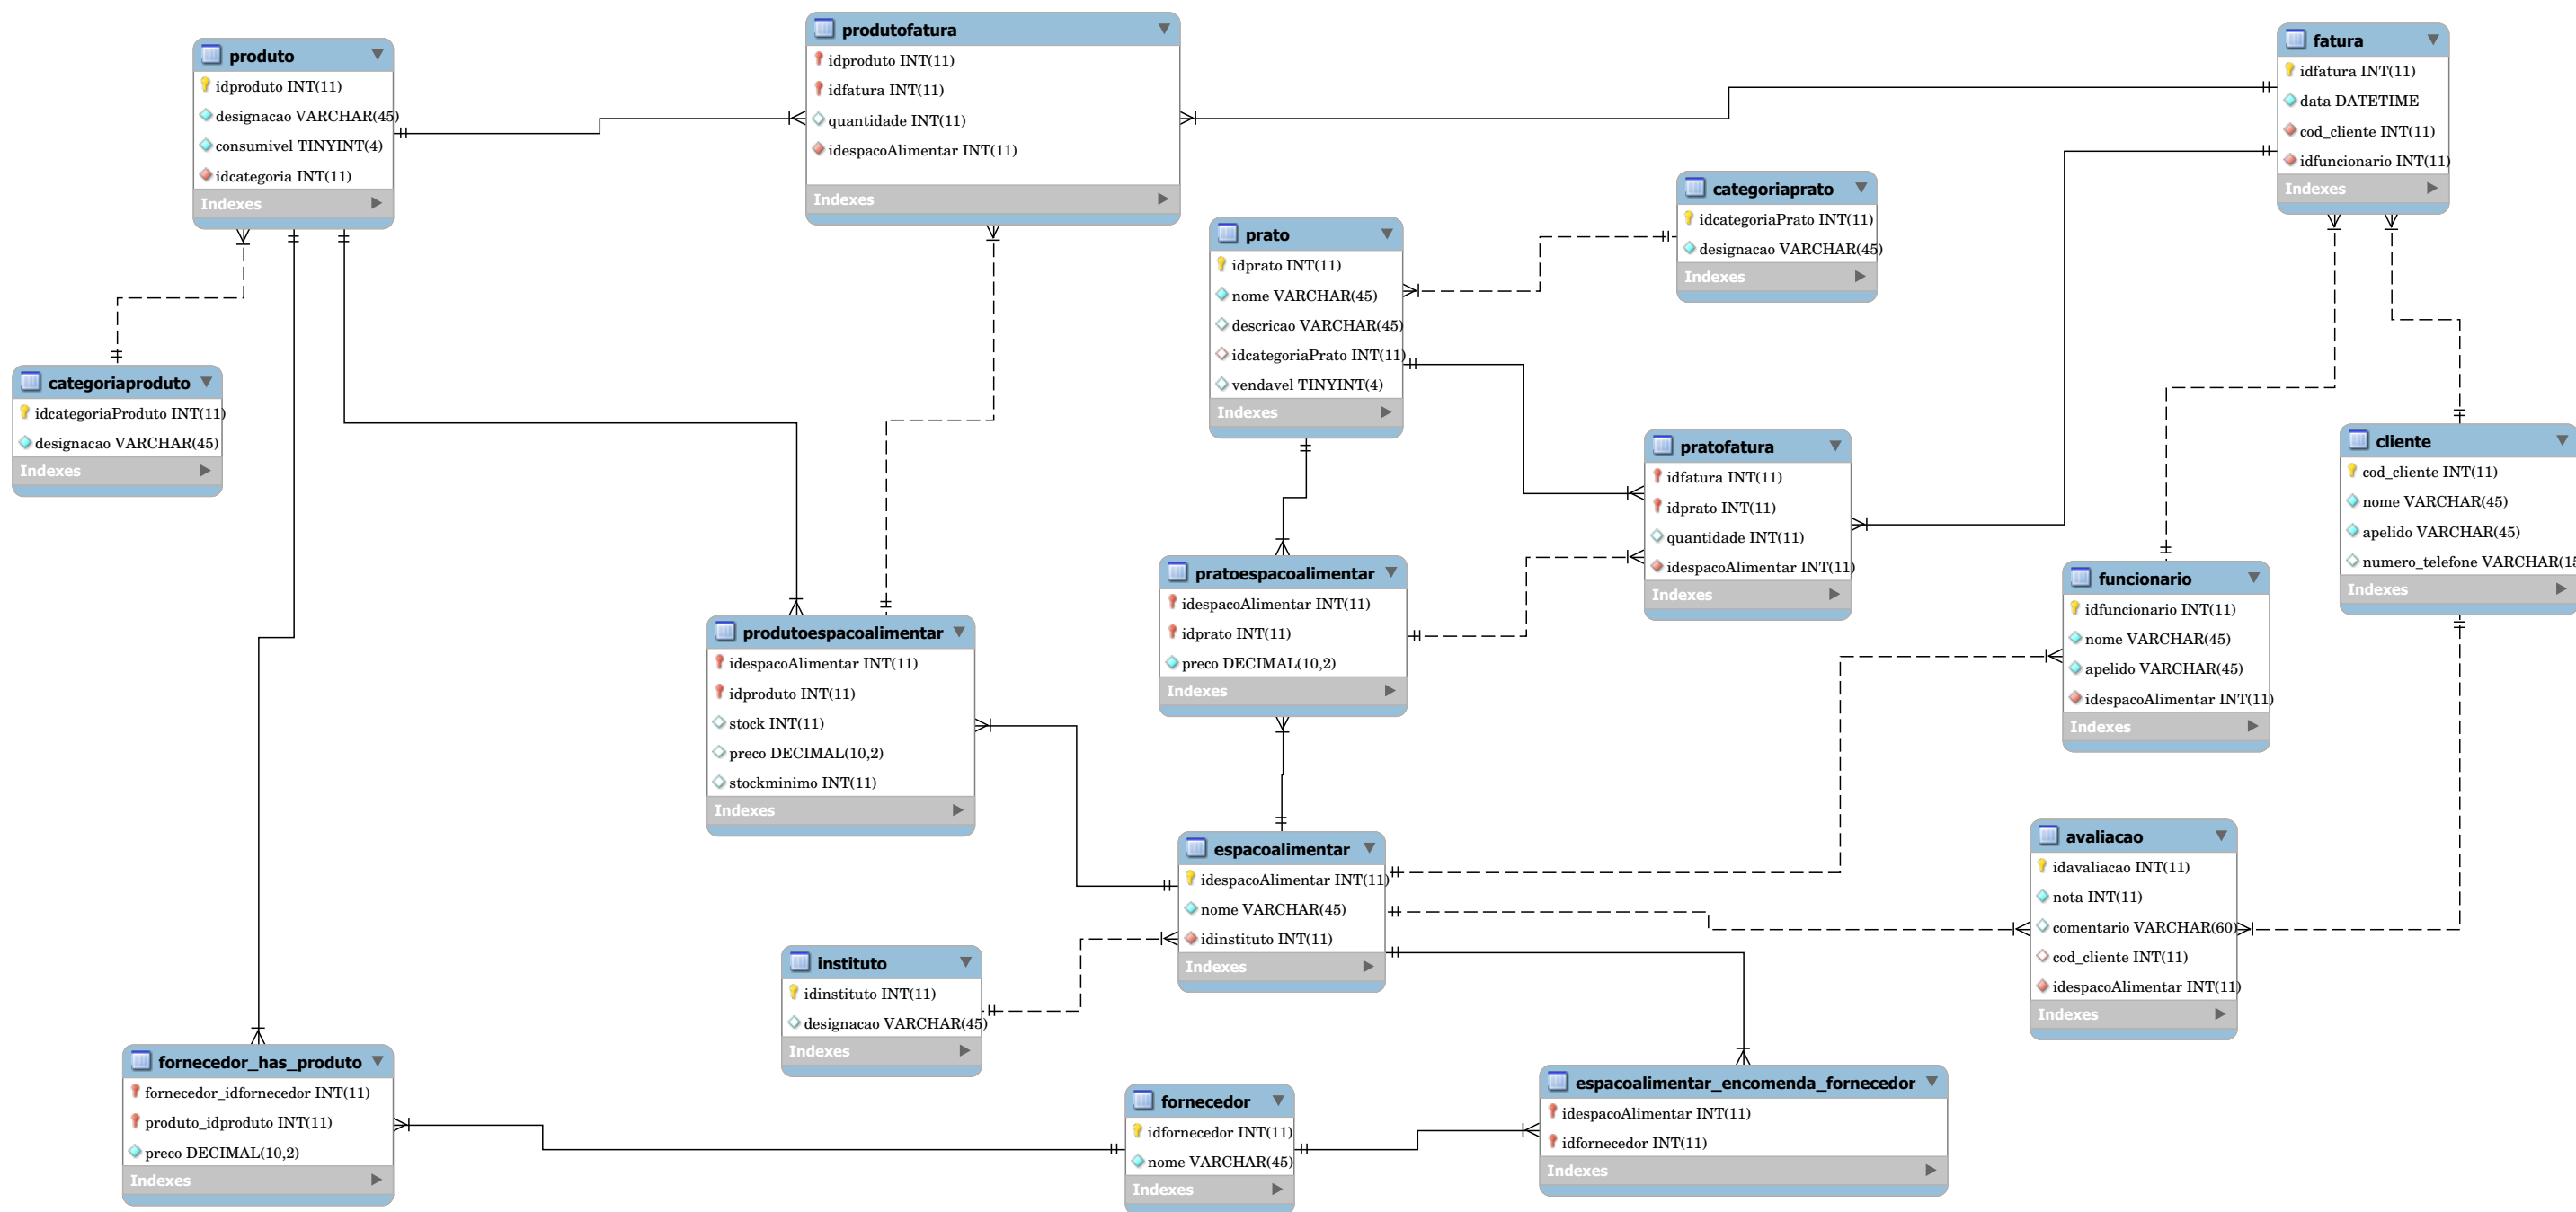 produto
idproduto INT(11)
designacao VARCHAR(45)
consumivel TINYINT(4)
idcategoria INT(11)
Indexes
produtofatura
idproduto INT(11)
idfatura INT(11)
quantidade INT(11)
idespacoAlimentar INT(11)
Indexes
fatura
idfatura INT(11)
data DATETIME
cod_cliente INT(11)
idfuncionario INT(11)
Indexes
categoriaprato
idcategoriaPrato INT(11)
designacao VARCHAR(45)
Indexes
prato
idprato INT(11)
nome VARCHAR(45)
descricao VARCHAR(45)
idcategoriaPrato INT(11)
vendavel TINYINT(4)
Indexes
categoriaproduto
idcategoriaProduto INT(11)
designacao VARCHAR(45)
Indexes
pratofatura
idfatura INT(11)
idprato INT(11)
quantidade INT(11)
idespacoAlimentar INT(11)
Indexes
cliente
cod_cliente INT(11)
nome VARCHAR(45)
apelido VARCHAR(45)
numero_telefone VARCHAR(15
Indexes
pratoespacoalimentar
idespacoAlimentar INT(11)
idprato INT(11)
preco DECIMAL(10,2)
Indexes
funcionario
idfuncionario INT(11)
nome VARCHAR(45)
apelido VARCHAR(45)
idespacoAlimentar INT(11)
Indexes
produtoespacoalimentar
idespacoAlimentar INT(11)
idproduto INT(11)
stock INT(11)
preco DECIMAL(10,2)
stockminimo INT(11)
Indexes
espacoalimentar
idespacoAlimentar INT(11)
nome VARCHAR(45)
idinstituto INT(11)
Indexes
avaliacao
idavaliacao INT(11)
nota INT(11)
comentario VARCHAR(60)
cod_cliente INT(11)
idespacoAlimentar INT(11)
Indexes
instituto
idinstituto INT(11)
designacao VARCHAR(45)
Indexes
fornecedor_has_produto
fornecedor_idfornecedor INT(11)
produto_idproduto INT(11)
preco DECIMAL(10,2)
Indexes
fornecedor
idfornecedor INT(11)
nome VARCHAR(45)
Indexes
espacoalimentar_encomenda_fornecedor
idespacoAlimentar INT(11)
idfornecedor INT(11)
Indexes